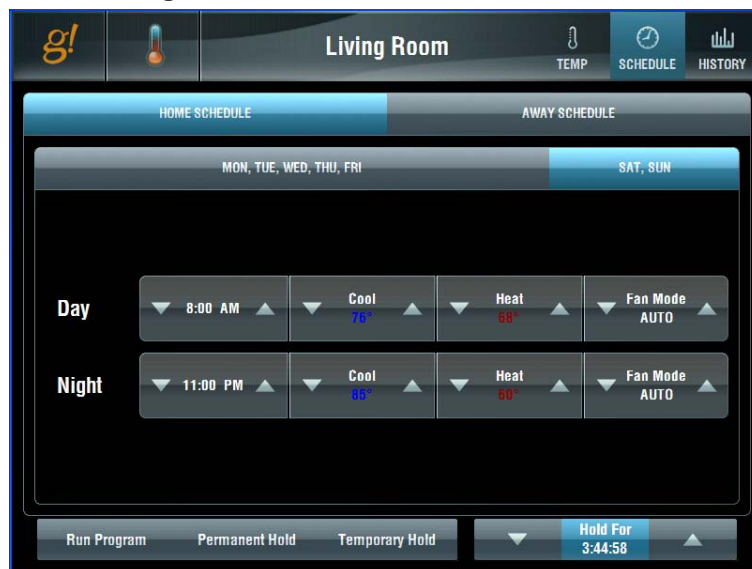 g!
Living Room
TEMP
SCHEDULE
HISTORY
HOME SCHEDULE
AWAY SCHEDULE
MON, TUE, WED, THU, FRI
SAT, SUN
Day
8:00 AM
Cool
76°
Heat
68°
Fan Mode
AUTO
Night
11:00 PM
Cool
85°
Heat
60°
Fan Mode
AUTO
Run Program
Permanent Hold
Temporary Hold
Hold For
3:44:58